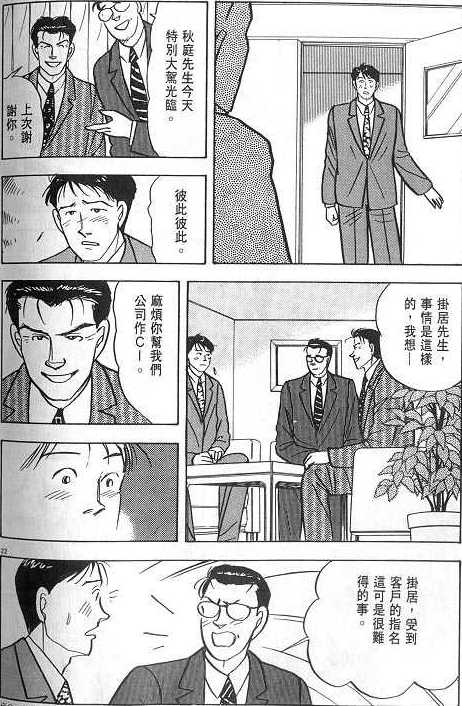 秋庭先生今天
特別大駕光臨。
上次謝
謝你。
彼此彼此。
掛居先生，
事情是這樣
的，我想—
麻煩你幫我們
公司作CI。
掛居，受到
客戶的指名
這可是很難
得的事。
22